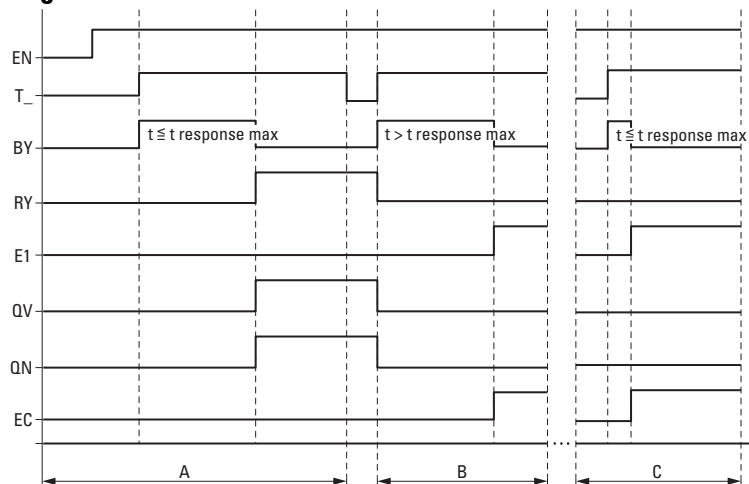 EN
T_
BY
t ≦ t response max
t > t response max
t ≦ t response max
RY
E1
QV
QN
EC
...
A
B
C